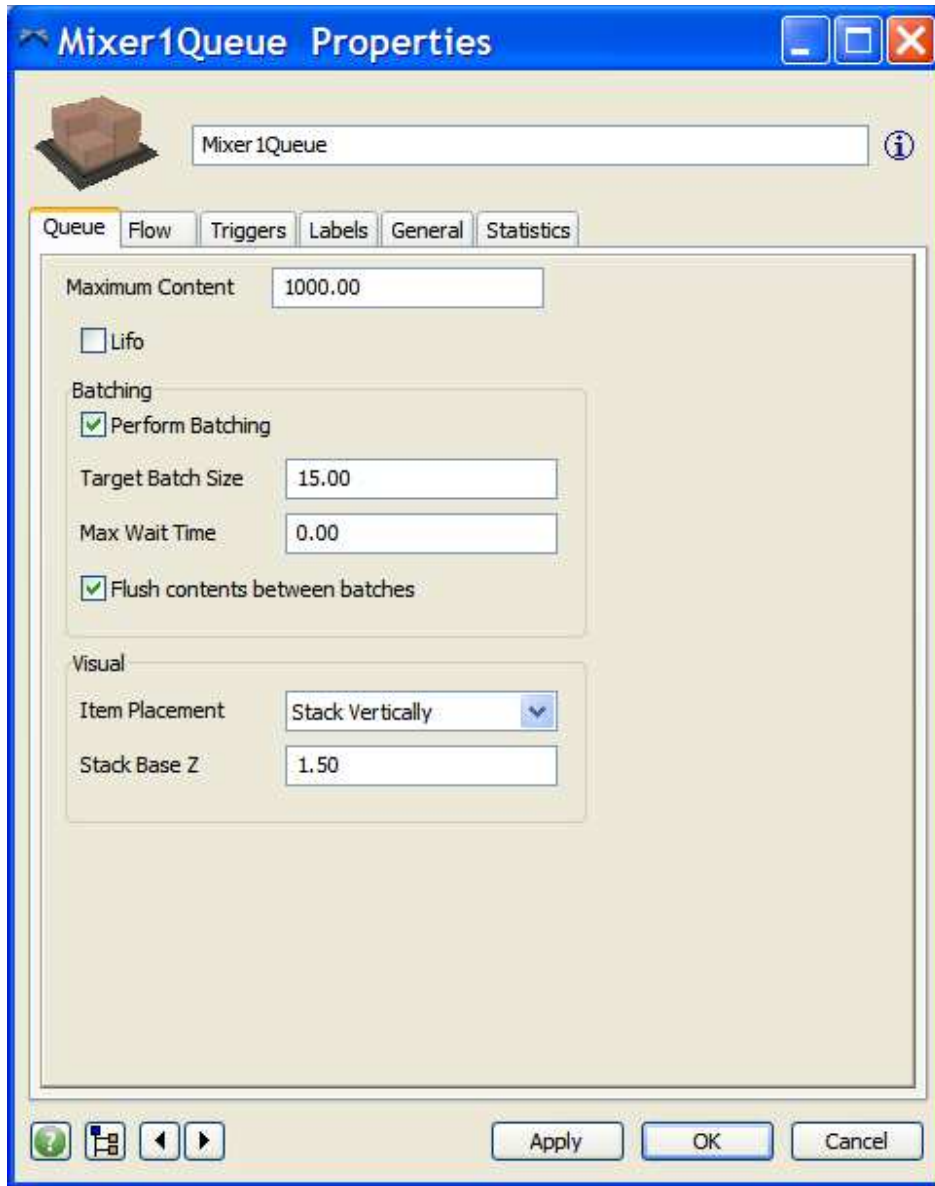 Mixer1Queue Properties
Mixer1Queue
Queue Flow Triggers Labels General Statistics
Maximum Content 1000.00
Lifo
Batching
Perform Batching
Target Batch Size 15.00
Max Wait Time 0.00
Flush contents between batches
Visual
Item Placement Stack Vertically
Stack Base Z 1.50
Apply OK Cancel